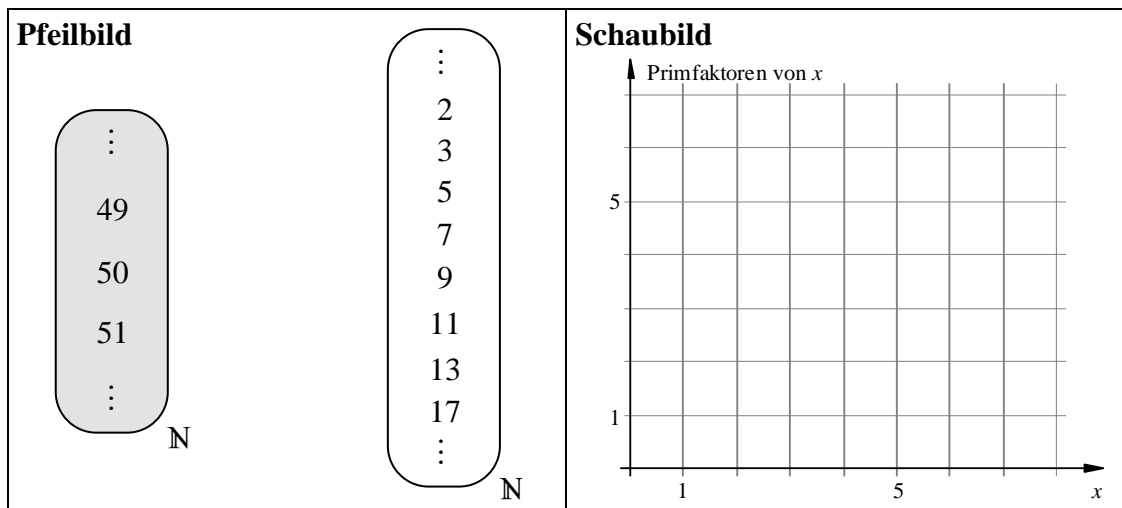 Pfeilbild
⋮
49
50
51
⋮
ℕ
⋮
2
3
5
7
9
11
13
17
⋮
ℕ
Schaubild
Primfaktoren von x
5
1
1 5 x